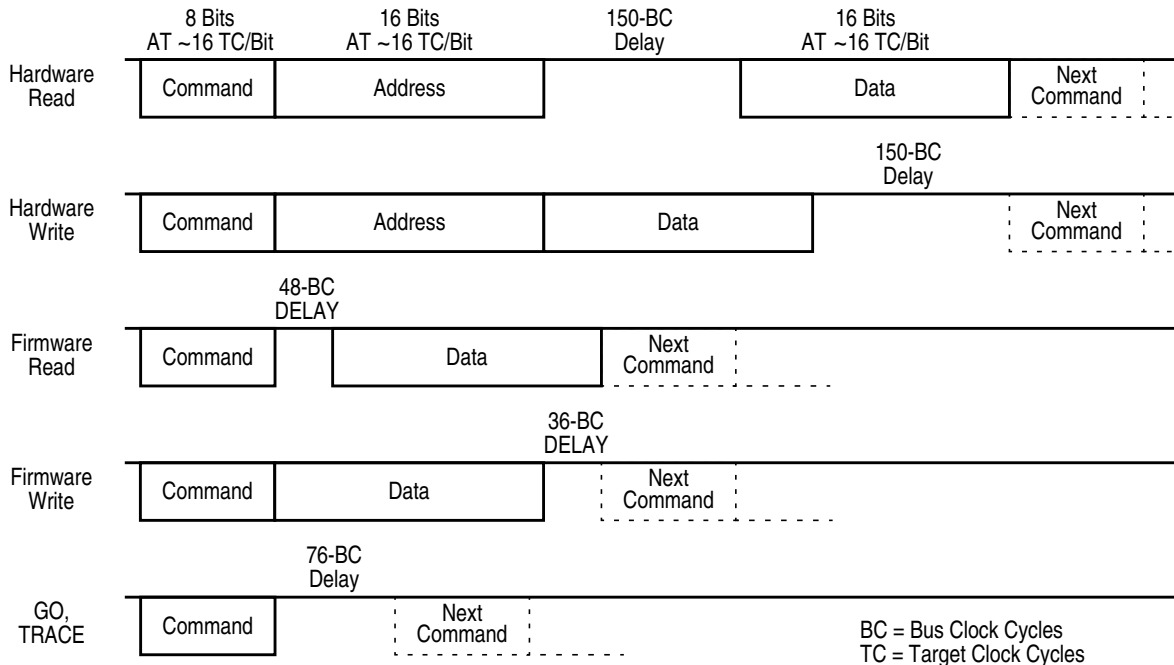 8 Bits
AT ~16 TC/Bit
16 Bits
AT ~16 TC/Bit
150-BC
Delay
16 Bits
AT ~16 TC/Bit
Hardware
Read
Command
Address
Data
Next
Command
150-BC
Delay
Hardware
Write
Command
Address
Data
Next
Command
48-BC
DELAY
Firmware
Read
Command
Data
Next
Command
36-BC
DELAY
Firmware
Write
Command
Data
Next
Command
76-BC
Delay
GO,
TRACE
Command
Next
Command
BC = Bus Clock Cycles
TC = Target Clock Cycles